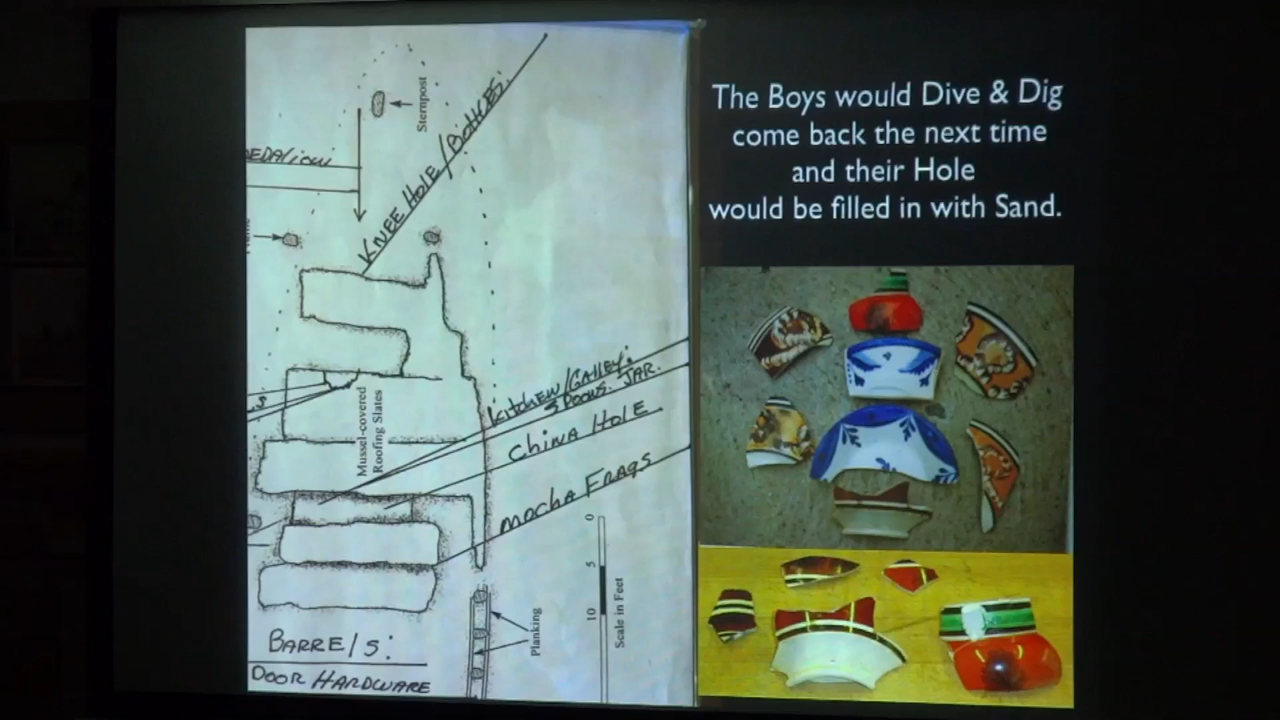 The Boys would Dive & Dig
come back the next time
and their Hole
would be filled in with Sand.
Sternpost
KNEE HOLE/BOTTLES:
Mussel-covered
Roofing Slates
KITCHEN/GALLEY:
SPOONS. JAR.
CHINA HOLE
MOCHA FRAGS
0
5
10
Scale in Feet
Planking
BARRELS:
DOOR HARDWARE